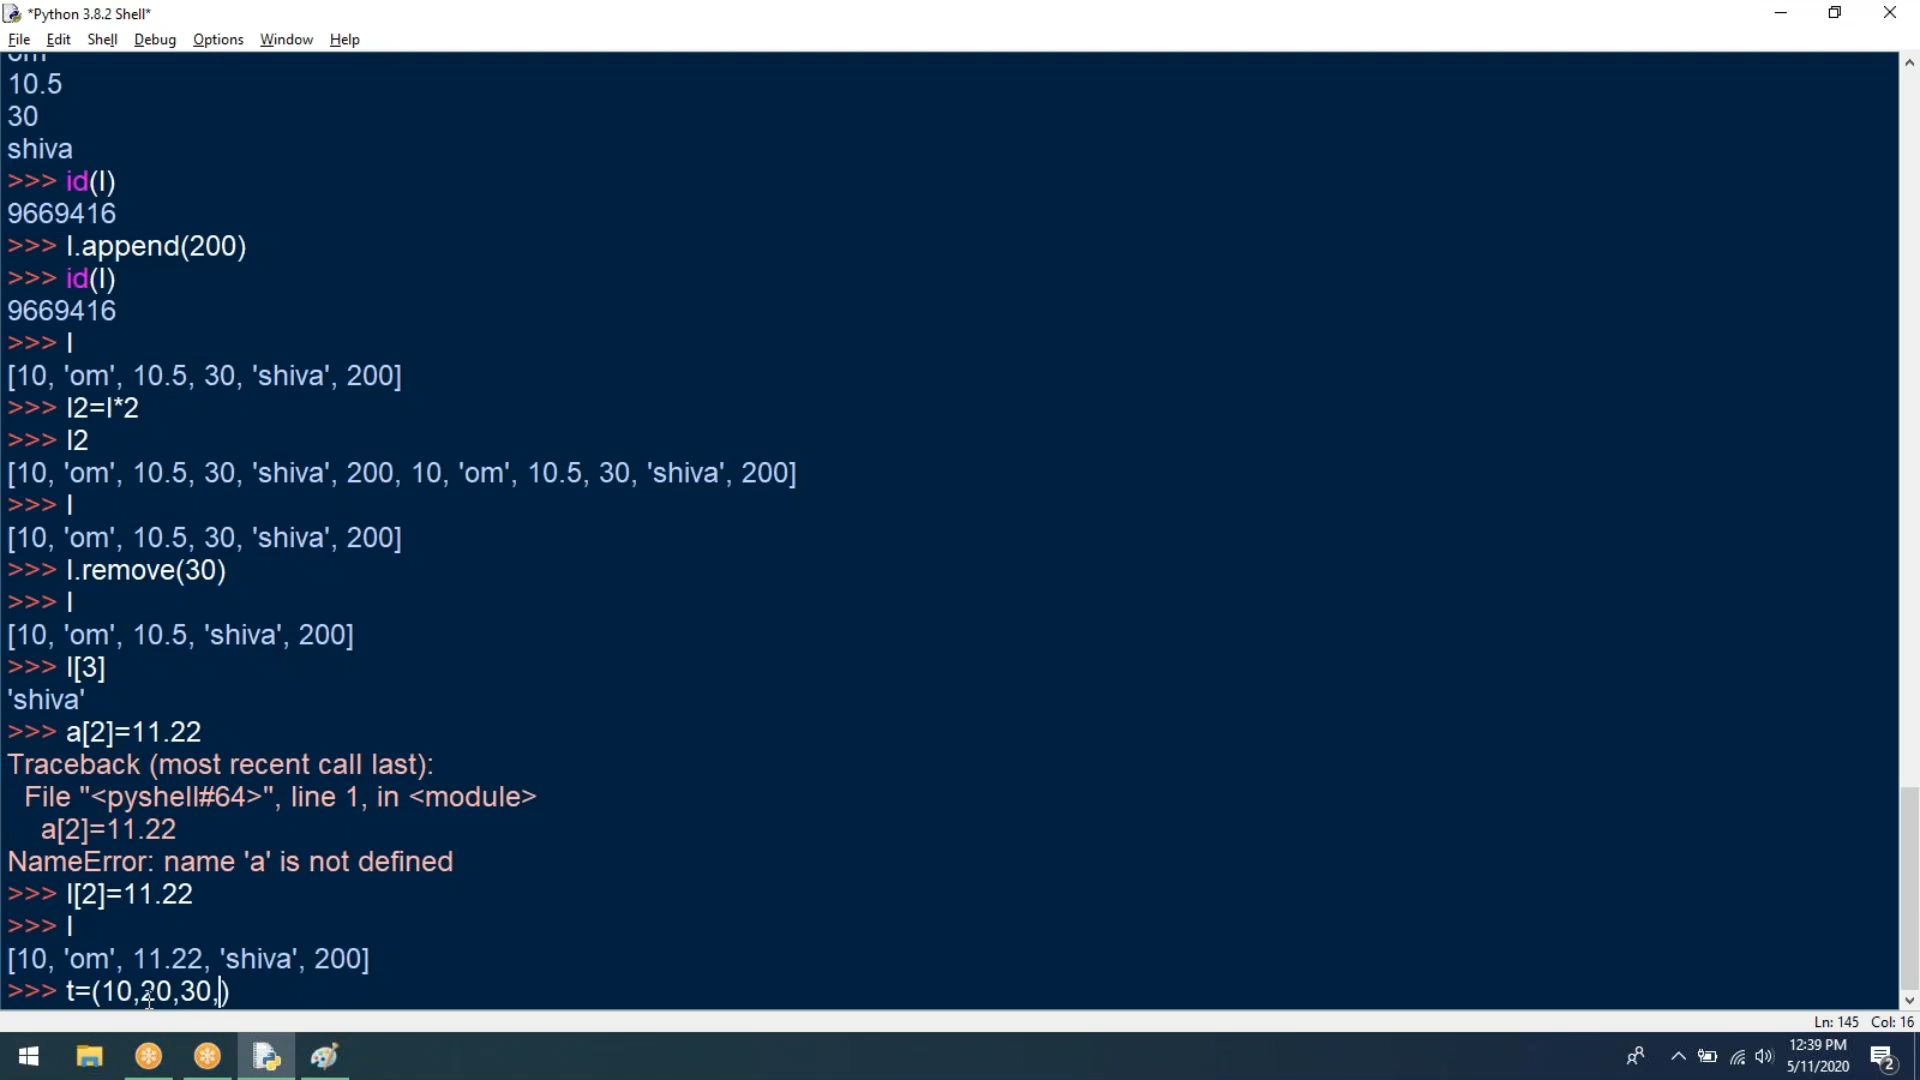 *Python 3.8.2 Shell*
File Edit Shell Debug Options Window Help
om
10.5
30
shiva
>>> id(l)
9669416
>>> l.append(200)
>>> id(l)
9669416
>>> l
[10, 'om', 10.5, 30, 'shiva', 200]
>>> l2=l*2
>>> l2
[10, 'om', 10.5, 30, 'shiva', 200, 10, 'om', 10.5, 30, 'shiva', 200]
>>> l
[10, 'om', 10.5, 30, 'shiva', 200]
>>> l.remove(30)
>>> l
[10, 'om', 10.5, 'shiva', 200]
>>> l[3]
'shiva'
>>> a[2]=11.22
Traceback (most recent call last):
  File "<pyshell#64>", line 1, in <module>
    a[2]=11.22
NameError: name 'a' is not defined
>>> l[2]=11.22
>>> l
[10, 'om', 11.22, 'shiva', 200]
>>> t=(10,20,30,)
Ln: 145 Col: 16
12:39 PM
5/11/2020
2